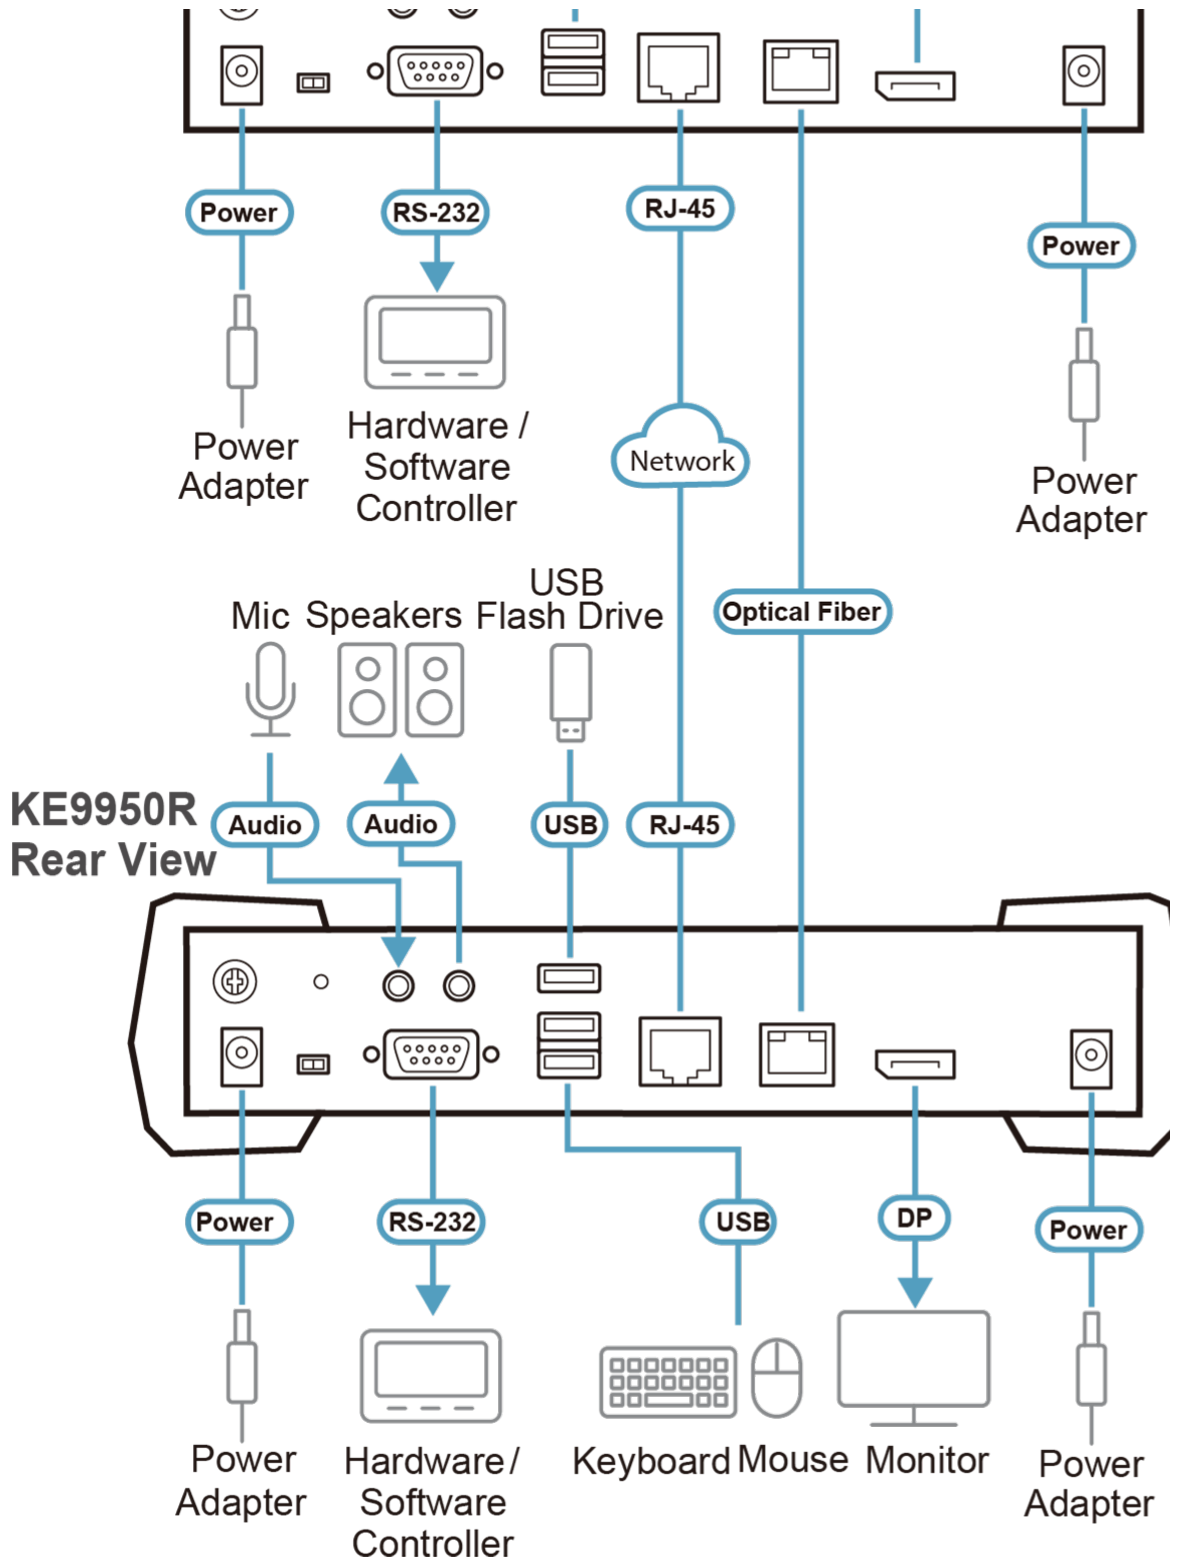 Power
RS-232
RJ-45
Power
Power
Adapter
Hardware /
Software
Controller
Network
Power
Adapter
Optical Fiber
Mic
Speakers
USB
Flash Drive
KE9950R
Rear View
Audio
Audio
USB
RJ-45
Power
RS-232
USB
DP
Power
Power
Adapter
Hardware /
Software
Controller
Keyboard
Mouse
Monitor
Power
Adapter